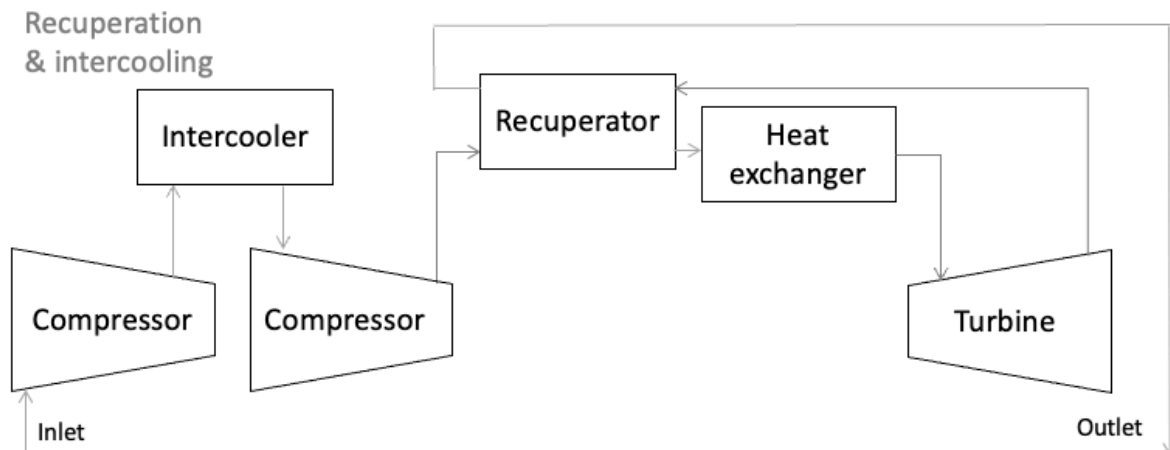 Recuperation
& intercooling
Intercooler
Recuperator
Heat
exchanger
Compressor
Compressor
Turbine
Inlet
Outlet